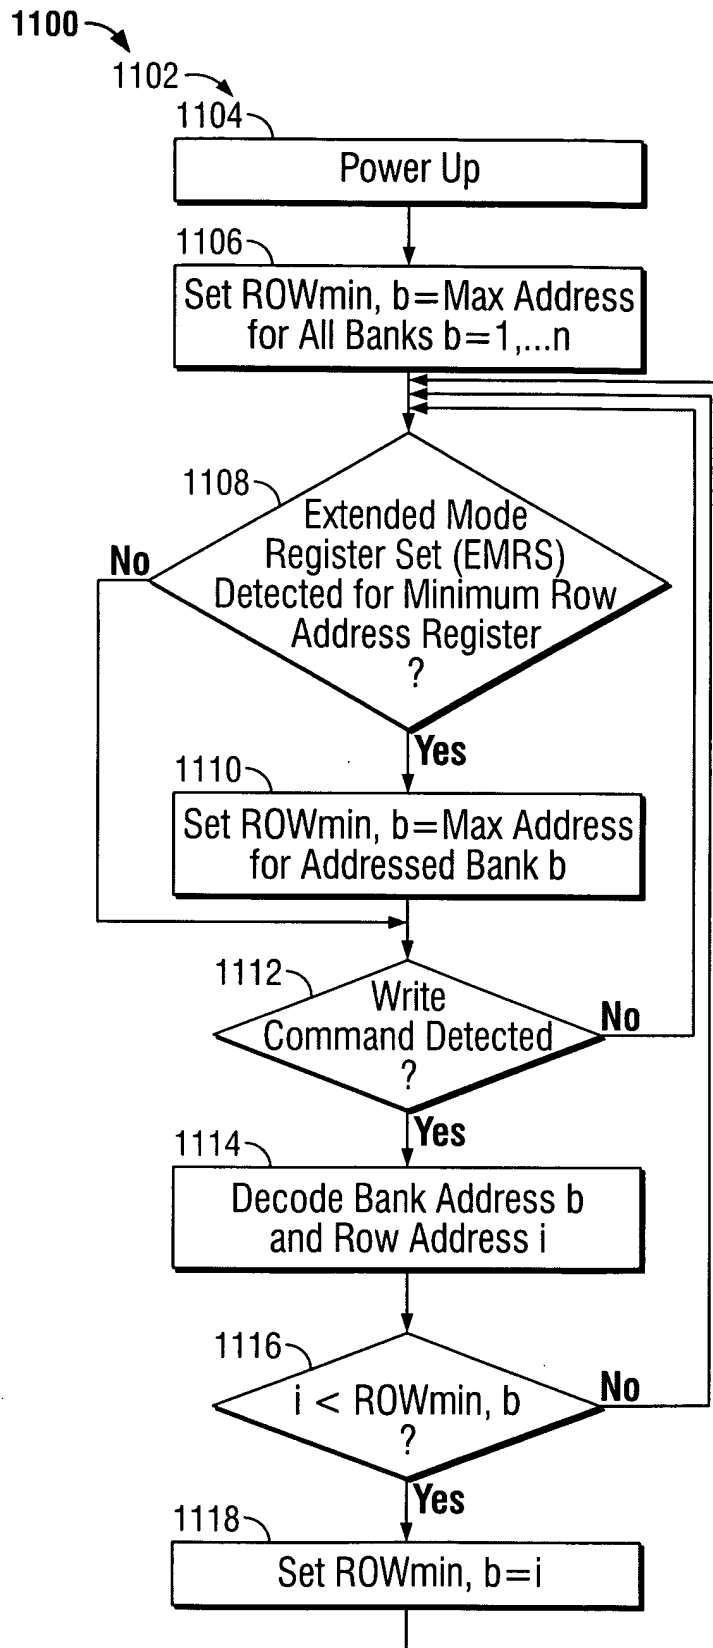 1100
1102
1104
Power Up
1106
Set ROWmin, b=Max Address
for All Banks b=1,...n
1108
Extended Mode
Register Set (EMRS)
Detected for Minimum Row
Address Register
?
No
Yes
1110
Set ROWmin, b=Max Address
for Addressed Bank b
1112
Write
Command Detected
?
No
Yes
1114
Decode Bank Address b
and Row Address i
1116
i < ROWmin, b
?
No
Yes
1118
Set ROWmin, b=i